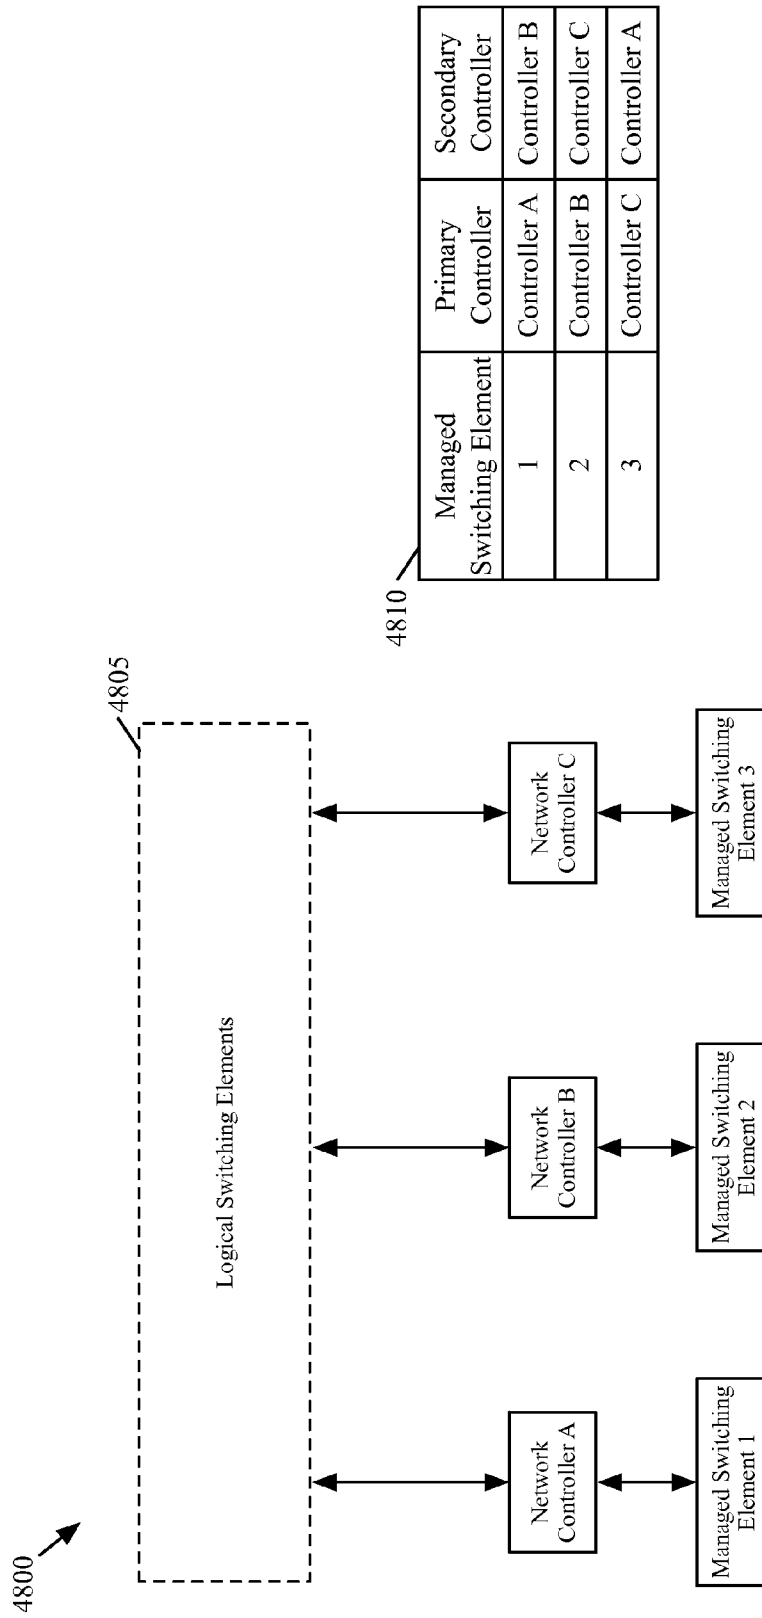 4800
4805
Logical Switching Elements
Network
Controller A
Network
Controller B
Network
Controller C
Managed Switching
Element 1
Managed Switching
Element 2
Managed Switching
Element 3
4810
Managed
Switching Element
Primary
Controller
Secondary
Controller
1
Controller A
Controller B
2
Controller B
Controller C
3
Controller C
Controller A